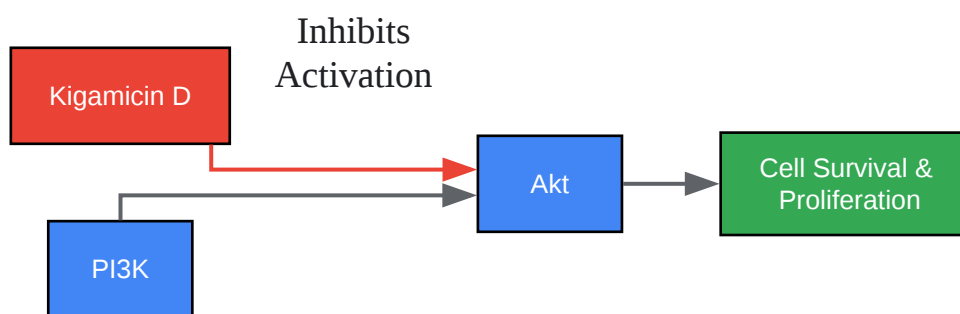 Inhibits
Activation
Kigamicin D
Akt
Cell Survival &
Proliferation
PI3K